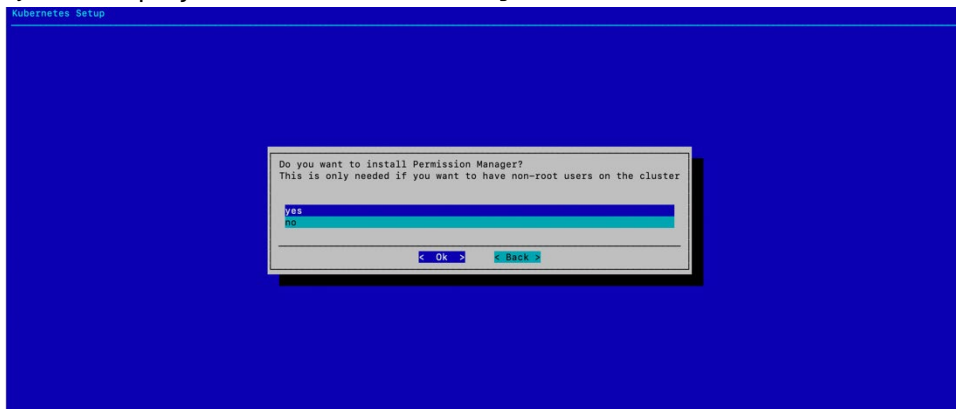 Kubernetes Setup
Do you want to install Permission Manager?
This is only needed if you want to have non-root users on the cluster
yes
no
< Ok > < Back >